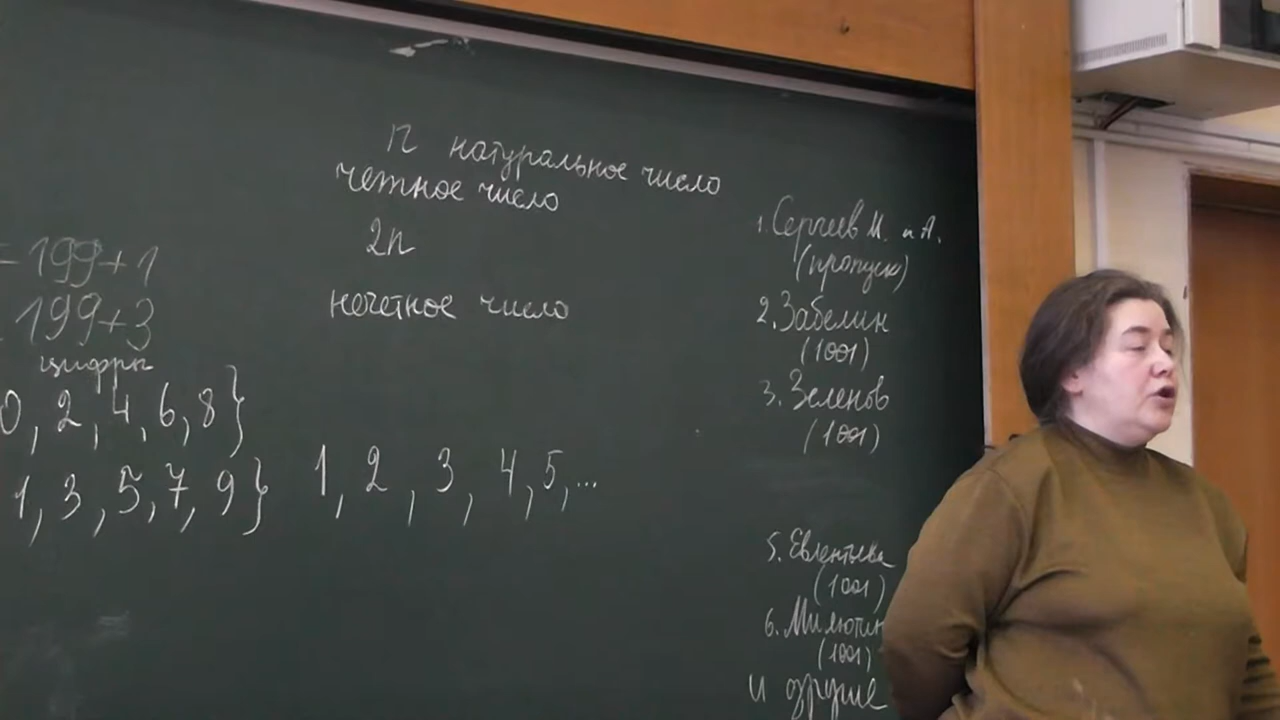 n натуральное число
четное число
2n
нечетное число
= 199+1
199+3
цифры
0, 2, 4, 6, 8}
1, 3, 5, 7, 9}
1, 2, 3, 4, 5, ...
1. Сергеев М. и А.
(пропуск)
2. Забелин
(1001)
3. Зеленов
(1001)
5. Евлентьева
(1001)
6. Милютин
(1001)
и другие